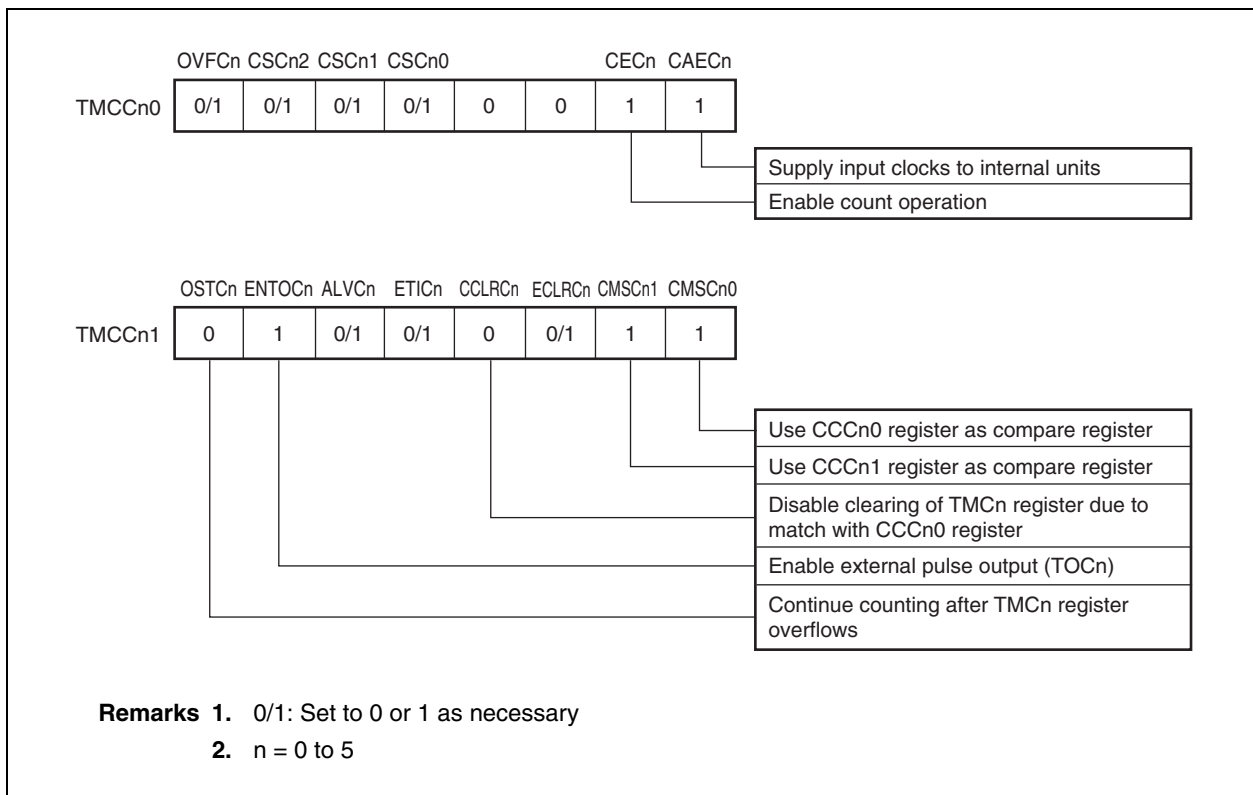 OVFCn CSCn2 CSCn1 CSCn0 CECn CAECn
TMCCn0 0/1 0/1 0/1 0/1 0 0 1 1
Supply input clocks to internal units
Enable count operation
OSTCn ENTOCn ALVCn ETICn CCLRCn ECLRCn CMSCn1 CMSCn0
TMCCn1 0 1 0/1 0/1 0 0/1 1 1
Use CCCn0 register as compare register
Use CCCn1 register as compare register
Disable clearing of TMCn register due to
match with CCCn0 register
Enable external pulse output (TOCn)
Continue counting after TMCn register
overflows
Remarks 1. 0/1: Set to 0 or 1 as necessary
2. n = 0 to 5